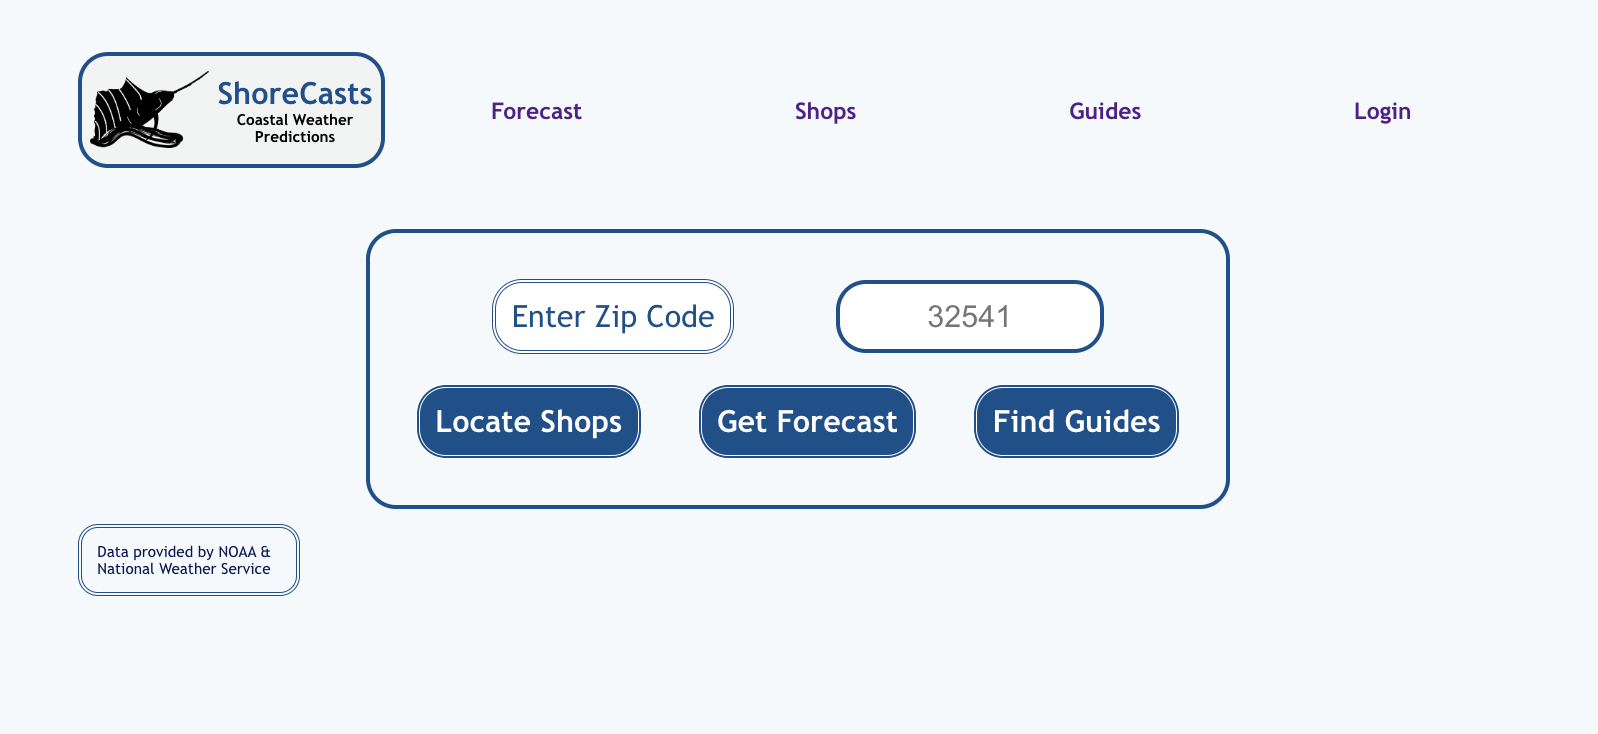 ShoreCasts
Coastal Weather
Predictions
Forecast
Shops
Guides
Login
Enter Zip Code
32541
Locate Shops
Get Forecast
Find Guides
Data provided by NOAA &
National Weather Service